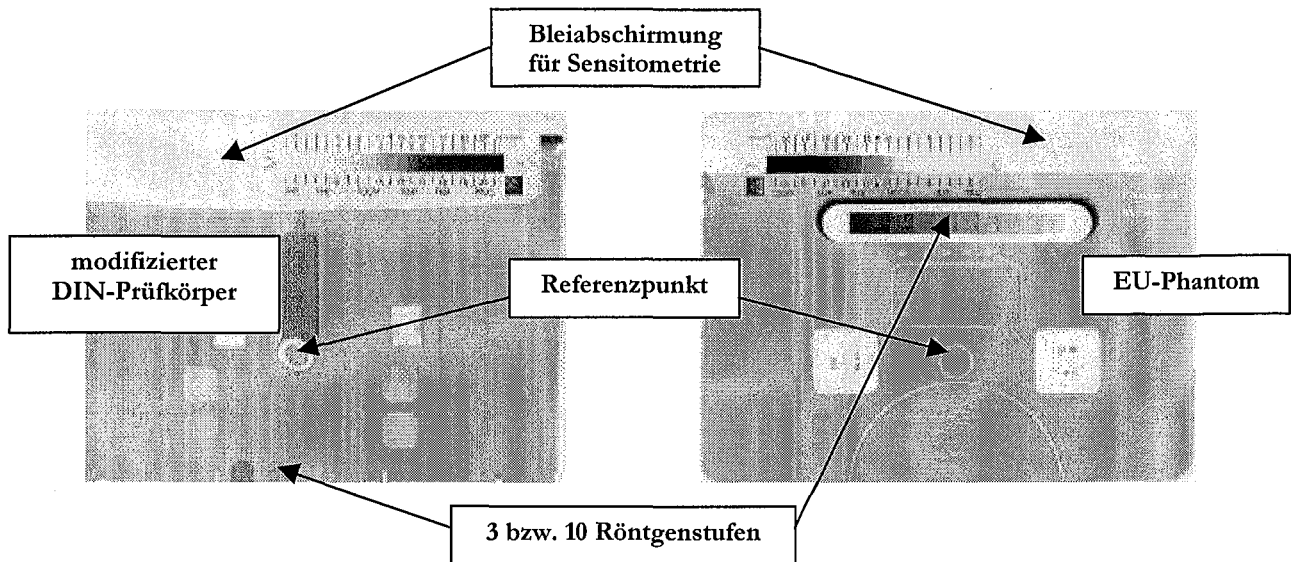 Bleiabschirmung
für Sensitometrie
modifizierter
DIN-Prüfkörper
Referenzpunkt
EU-Phantom
3 bzw. 10 Röntgenstufen